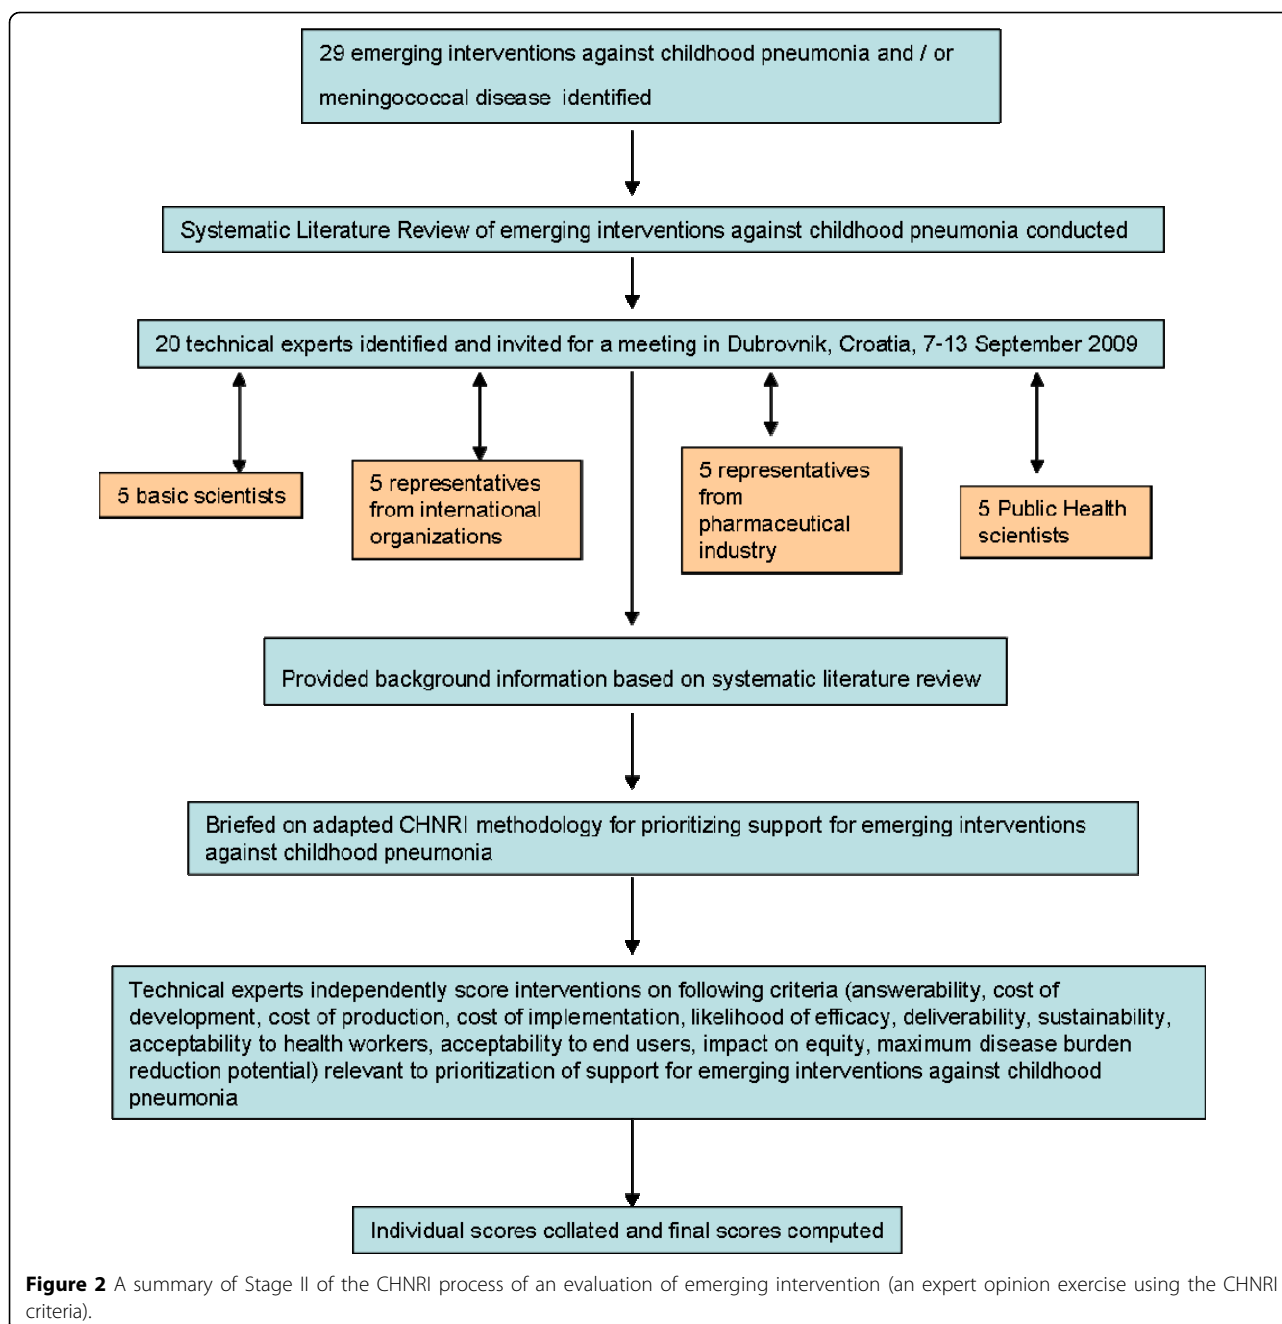 29 emerging interventions against childhood pneumonia and / or
meningococcal disease identified
Systematic Literature Review of emerging interventions against childhood pneumonia conducted
20 technical experts identified and invited for a meeting in Dubrovnik, Croatia, 7-13 September 2009
5 basic scientists
5 representatives
from international
organizations
5 representatives
from
pharmaceutical
industry
5 Public Health
scientists
Provided background information based on systematic literature review
Briefed on adapted CHNRI methodology for prioritizing support for emerging interventions
against childhood pneumonia
Technical experts independently score interventions on following criteria (answerability, cost of
development, cost of production, cost of implementation, likelihood of efficacy, deliverability, sustainability,
acceptability to health workers, acceptability to end users, impact on equity, maximum disease burden
reduction potential) relevant to prioritization of support for emerging interventions against childhood
pneumonia
Individual scores collated and final scores computed
Figure 2 A summary of Stage II of the CHNRI process of an evaluation of emerging intervention (an expert opinion exercise using the CHNRI
criteria).